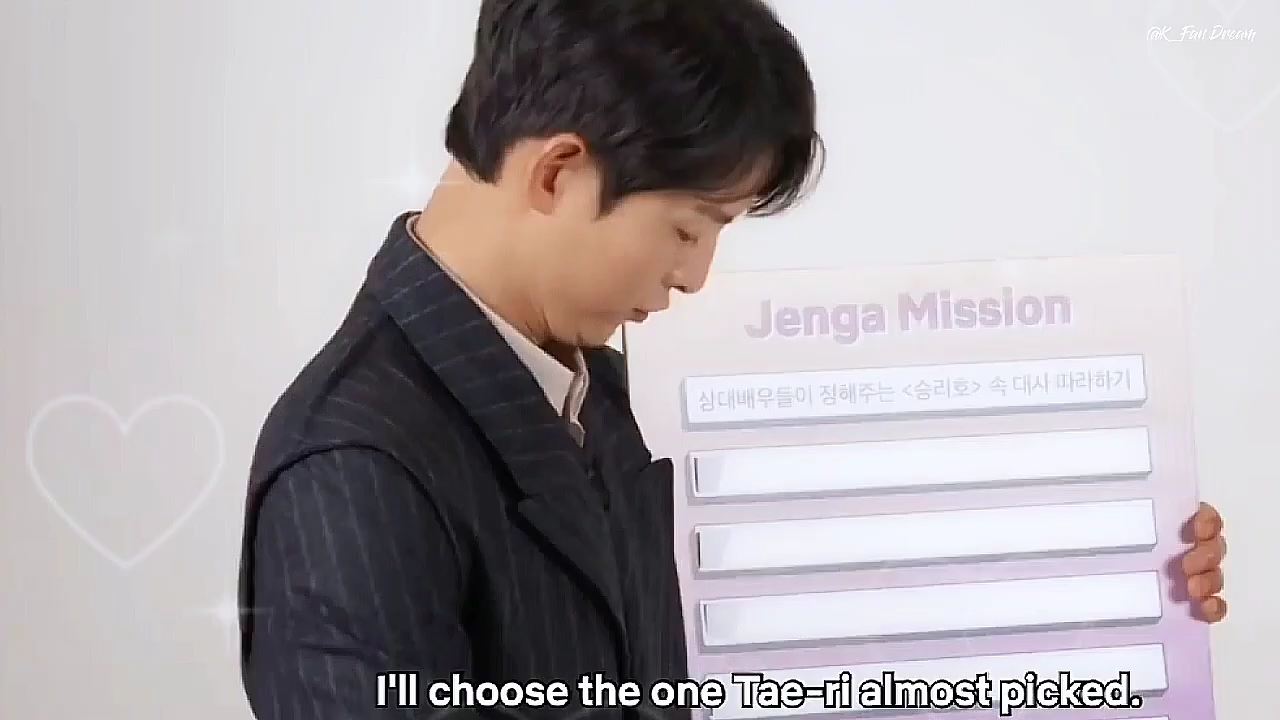 @K_Fan Dream
Jenga Mission
상대배우들이 정해주는 <승리호> 속 대사 따라하기
I'll choose the one Tae-ri almost picked.